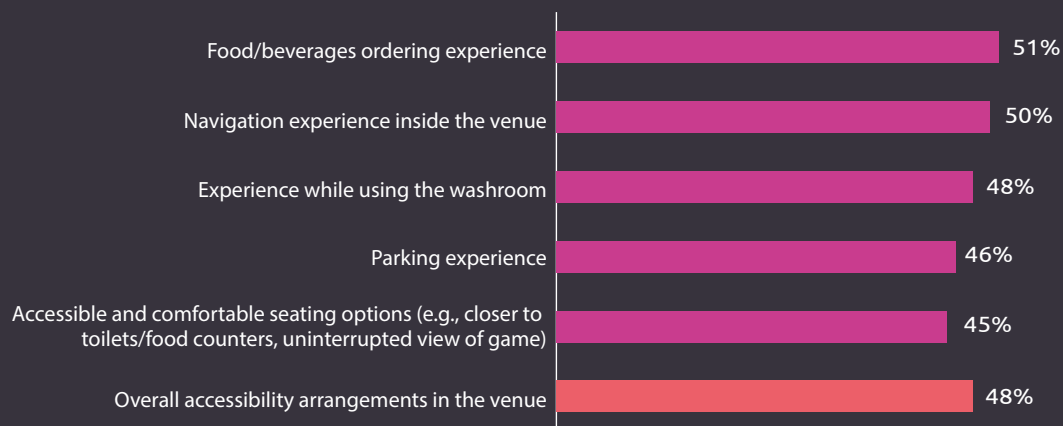 Food/beverages ordering experience 51%
Navigation experience inside the venue 50%
Experience while using the washroom 48%
Parking experience 46%
Accessible and comfortable seating options (e.g., closer to
toilets/food counters, uninterrupted view of game) 45%
Overall accessibility arrangements in the venue 48%